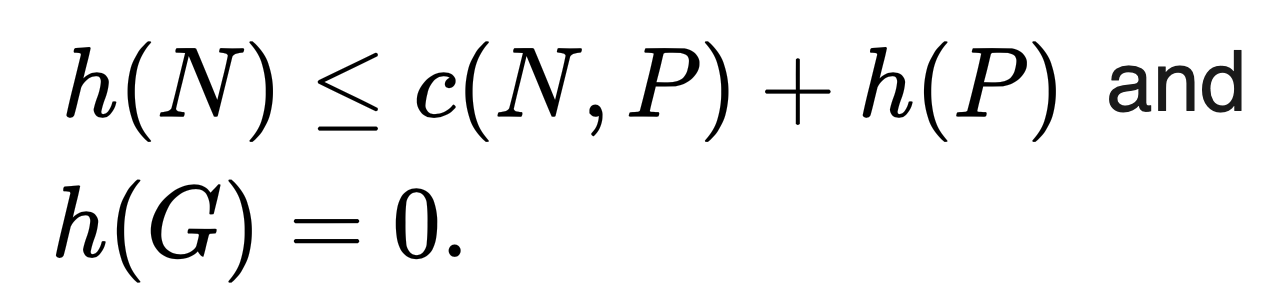 h(N) ≤ c(N, P) + h(P) and
h(G) = 0.